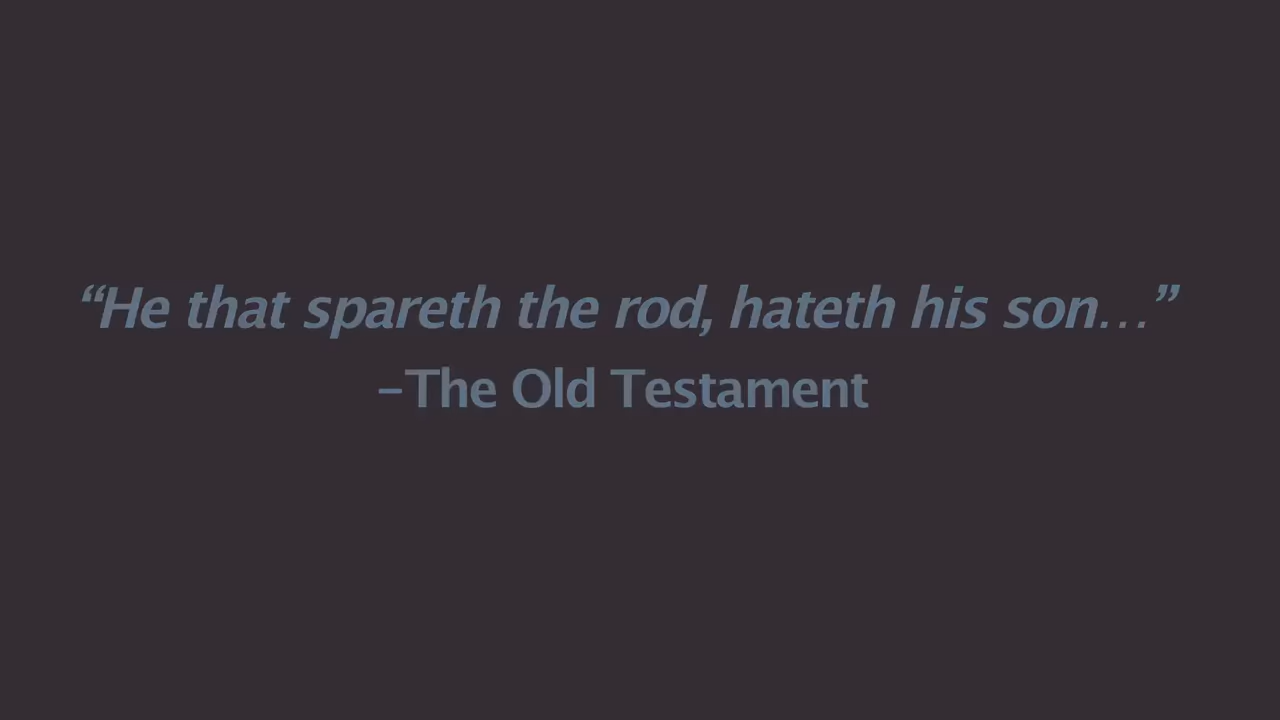 “He that spareth the rod, hateth his son…”
–The Old Testament